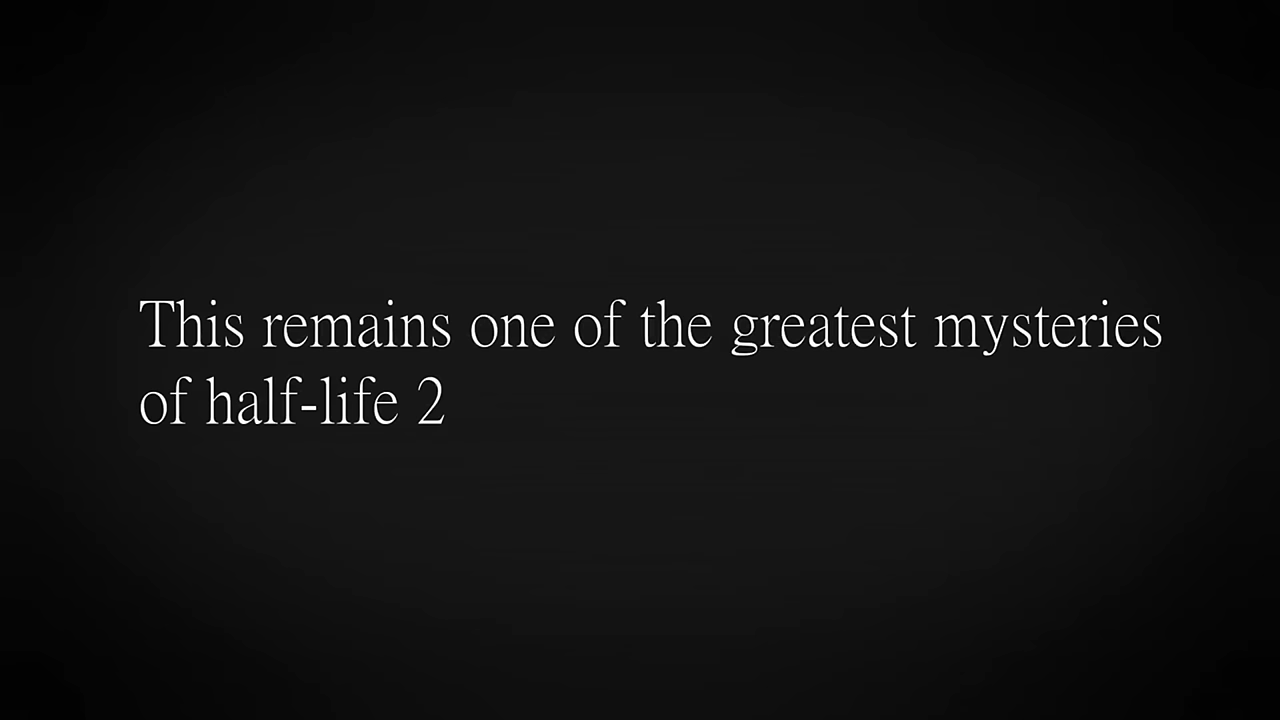 This remains one of the greatest mysteries
of half-life 2